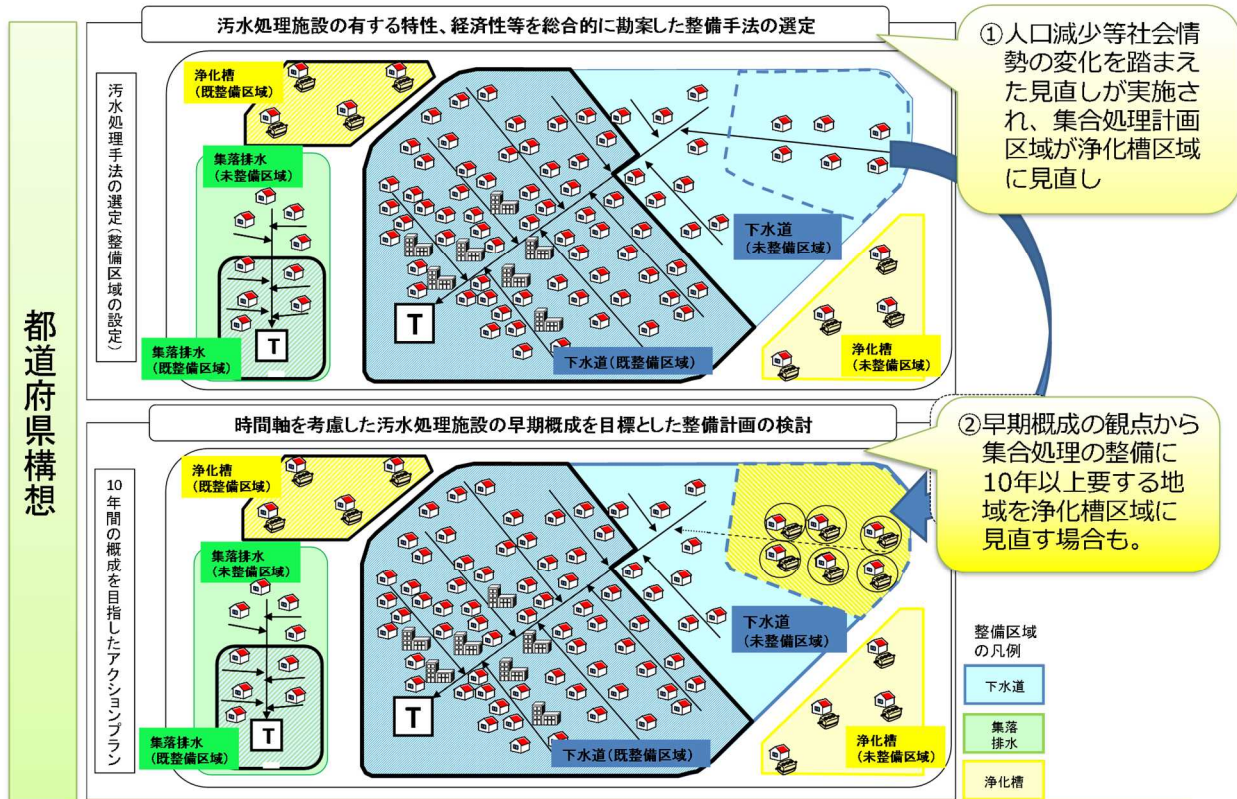 都道府県構想
汚水処理施設の有する特性、経済性等を総合的に勘案した整備手法の選定
汚水処理手法の選定(整備区域の設定)
浄化槽
(既整備区域)
集落排水
(未整備区域)
T
集落排水
(既整備区域)
T
下水道(既整備区域)
下水道
(未整備区域)
浄化槽
(未整備区域)
①人口減少等社会情
勢の変化を踏まえ
た見直しが実施さ
れ、集合処理計画
区域が浄化槽区域
に見直し
時間軸を考慮した汚水処理施設の早期概成を目標とした整備計画の検討
10年間の概成を目指したアクションプラン
浄化槽
(既整備区域)
集落排水
(未整備区域)
T
集落排水
(既整備区域)
T
下水道(既整備区域)
下水道
(未整備区域)
浄化槽
(未整備区域)
②早期概成の観点から
集合処理の整備に
10年以上要する地
域を浄化槽区域に
見直す場合も。
整備区域
の凡例
下水道
集落
排水
浄化槽